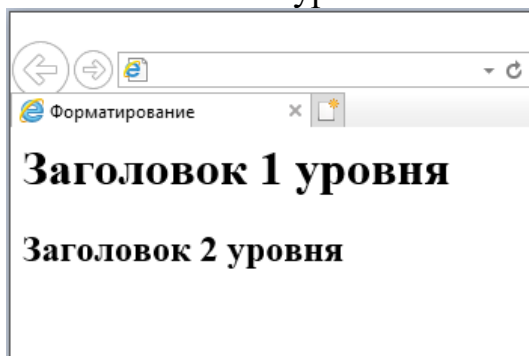 Форматирование
Заголовок 1 уровня
Заголовок 2 уровня